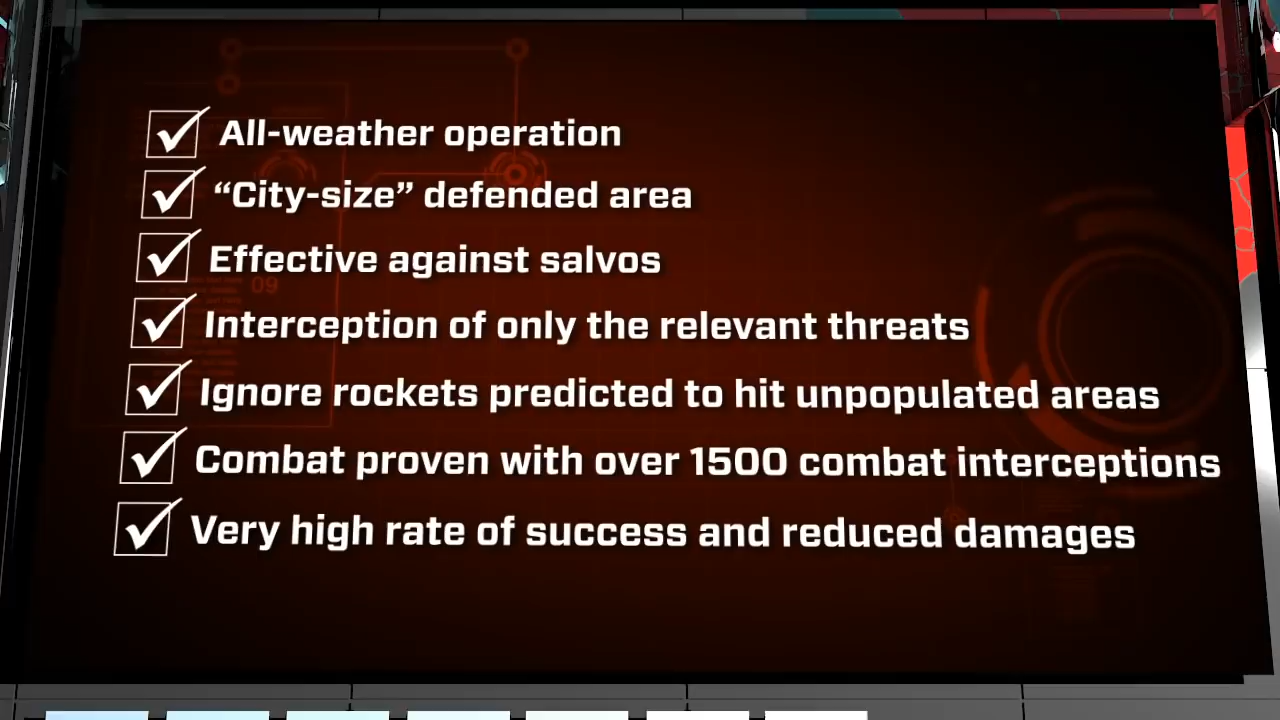 All-weather operation
“City-size” defended area
Effective against salvos
Interception of only the relevant threats
Ignore rockets predicted to hit unpopulated areas
Combat proven with over 1500 combat interceptions
Very high rate of success and reduced damages
09